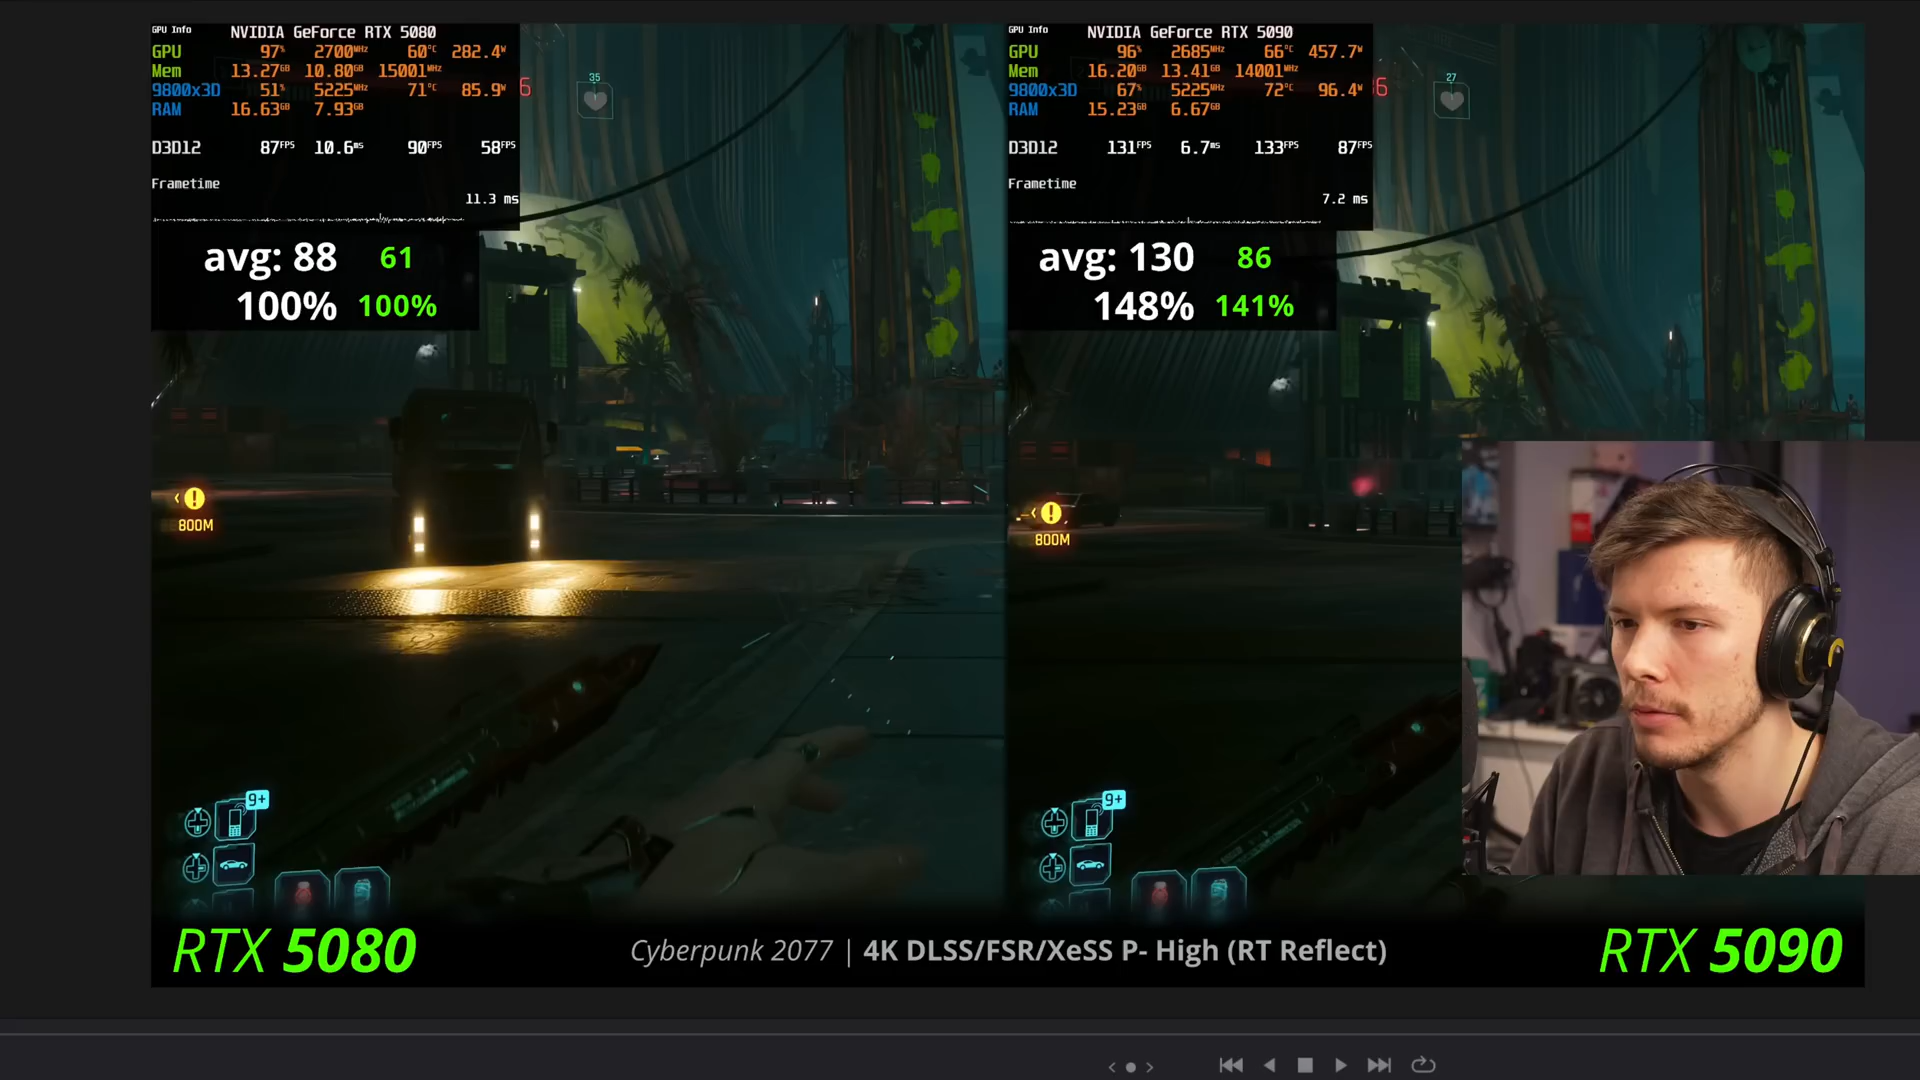 GPU Info NVIDIA GeForce RTX 5080
GPU 97% 2700MHz 60°C 282.4W
Mem 13.27GB 10.80GB 15001MHz
9800x3D 51% 5225MHz 71°C 85.9W
RAM 16.63GB 7.93GB
D3D12 87FPS 10.6ms 90FPS 58FPS
Frametime
11.3 ms
avg: 88 61
100% 100%
35
6
<!
800M
9+
GPU Info NVIDIA GeForce RTX 5090
GPU 96% 2685MHz 66°C 457.7W
Mem 16.20GB 13.41GB 14001MHz
9800x3D 67% 5225MHz 72°C 96.4W
RAM 15.23GB 6.67GB
D3D12 131FPS 6.7ms 133FPS 87FPS
Frametime
7.2 ms
avg: 130 86
148% 141%
27
6
<!
800M
9+
RTX 5080
Cyberpunk 2077 | 4K DLSS/FSR/XeSS P- High (RT Reflect)
RTX 5090